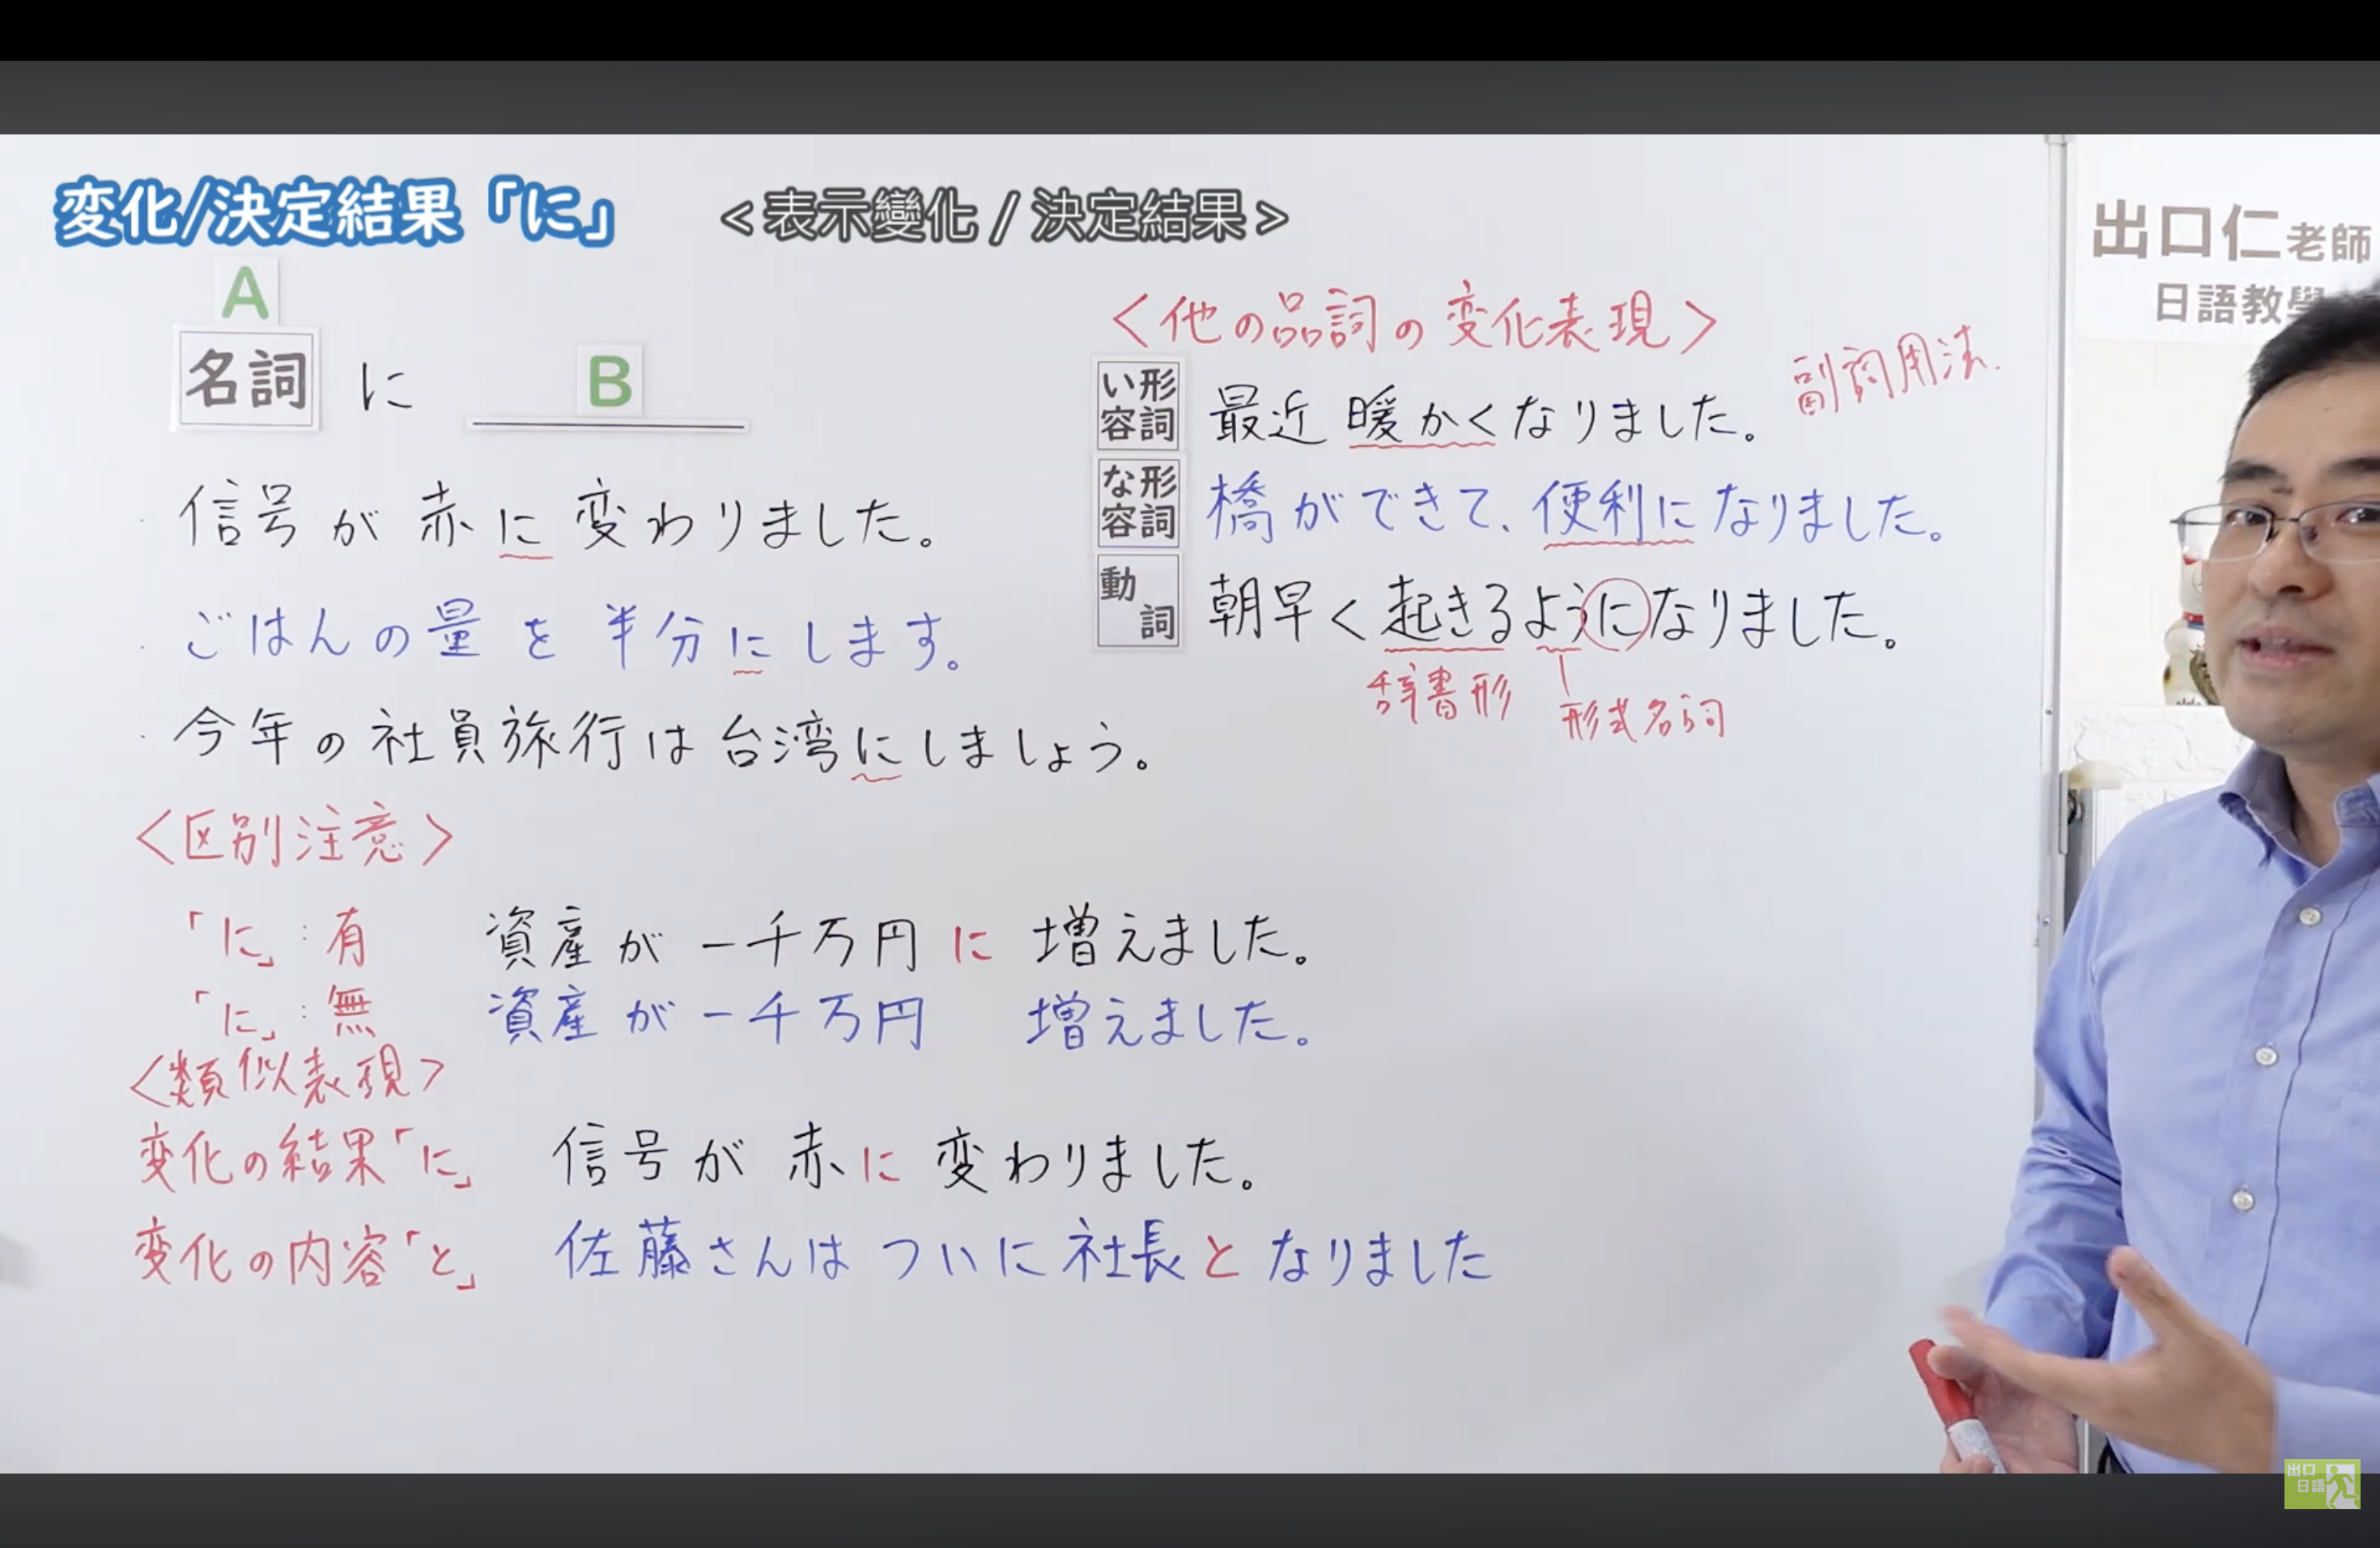 変化/決定結果「に」 <表示變化 / 決定結果>
A
名詞 に B
・信号が赤に変わりました。
・ごはんの量を半分にします。
・今年の社員旅行は台湾にしましょう。
<他の品詞の変化表現>
い形容詞 最近暖かくなりました。 副詞用法.
な形容詞 橋ができて、便利になりました。
動詞 朝早く起きるようになりました。
辞書形 形式名詞
<区別注意>
「に」:有 資産が一千万円に増えました。
「に」:無 資産が一千万円 増えました。
<類似表現>
変化の結果「に」 信号が赤に変わりました。
変化の内容「と」 佐藤さんはついに社長となりました
出口仁老師
日語教
出口
日語